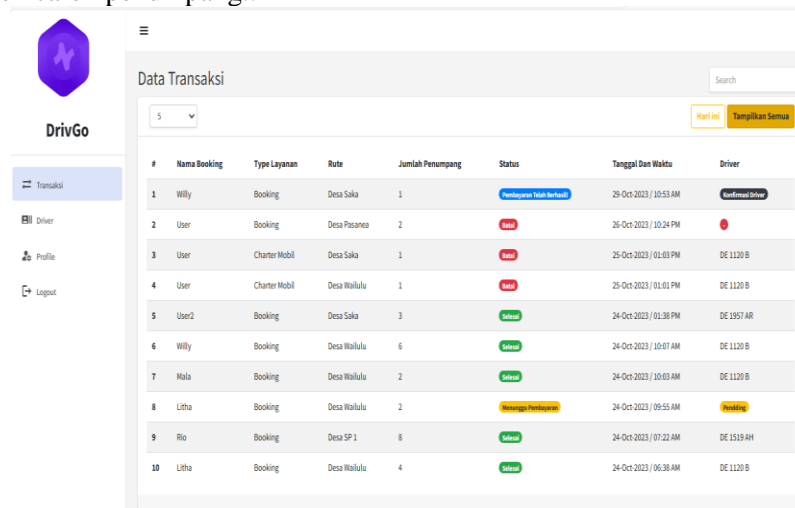 DrivGo
Transaksi
Driver
Profile
Logout
Data Transaksi
Search
5
Hari ini Tampilkan Semua
# Nama Booking Type Layanan Rute Jumlah Penumpang Status Tanggal Dan Waktu Driver
1 Willy Booking Desa Saka 1 Pembayaran Telah Berhasil! 29-Oct-2023 / 10:53 AM Konfirmasi Driver
2 User Booking Desa Pasanea 2 Batal 26-Oct-2023 / 10:24 PM -
3 User Charter Mobil Desa Saka 1 Batal 25-Oct-2023 / 01:03 PM DE 1120 B
4 User Charter Mobil Desa Wailulu 1 Batal 25-Oct-2023 / 01:01 PM DE 1120 B
5 User2 Booking Desa Saka 3 Selesai 24-Oct-2023 / 01:38 PM DE 1957 AR
6 Willy Booking Desa Wailulu 6 Selesai 24-Oct-2023 / 10:07 AM DE 1120 B
7 Mala Booking Desa Wailulu 2 Selesai 24-Oct-2023 / 10:03 AM DE 1120 B
8 Litha Booking Desa Wailulu 2 Menunggu Pembayaran 24-Oct-2023 / 09:55 AM Pendding
9 Rio Booking Desa SP 1 8 Selesai 24-Oct-2023 / 07:22 AM DE 1519 AH
10 Litha Booking Desa Wailulu 4 Selesai 24-Oct-2023 / 06:38 AM DE 1120 B